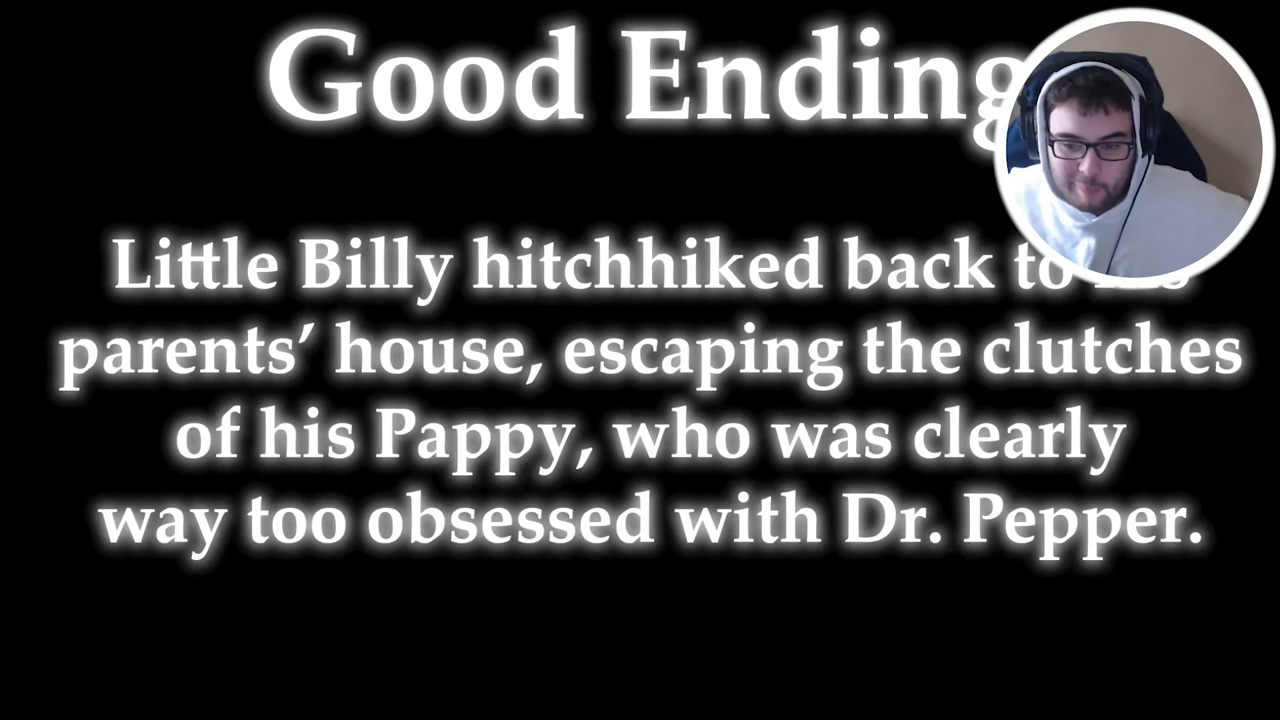 Good Ending
Little Billy hitchhiked back to
parents’ house, escaping the clutches
of his Pappy, who was clearly
way too obsessed with Dr. Pepper.